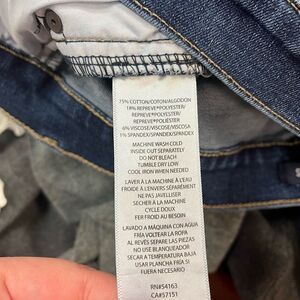 75% COTTON/COTON/ALGODON
18% REPREVE®POLYESTER/
REPREVE®POLYESTER/
REPREVE®POLIÉSTER
6% VISCOSE/VISCOSE/VISCOSA
1% SPANDEX/SPANDEX/SPANDEX
MACHINE WASH COLD
INSIDE OUT SEPARATELY
DO NOT BLEACH
TUMBLE DRY LOW
COOL IRON WHEN NEEDED
LAVER À LA MACHINE À L'EAU
FROIDE À L'ENVERS SÉPARÉMENT
NE PAS JAVELLISER
SÉCHER À LA MACHINE
CYCLE DOUX
FER FROID AU BESOIN
LAVADO A MÁQUINA CON AGUA
FRÍA VOLTEAR LA ROPA
AL REVÉS SEPARE LAS PIEZAS
NO USE BLANQUEADOR
SECAR A TEMPERATURA BAJA
USAR PLANCHA FRÍA SI
FUERA NECESARIO
RN#54163
CA#57151